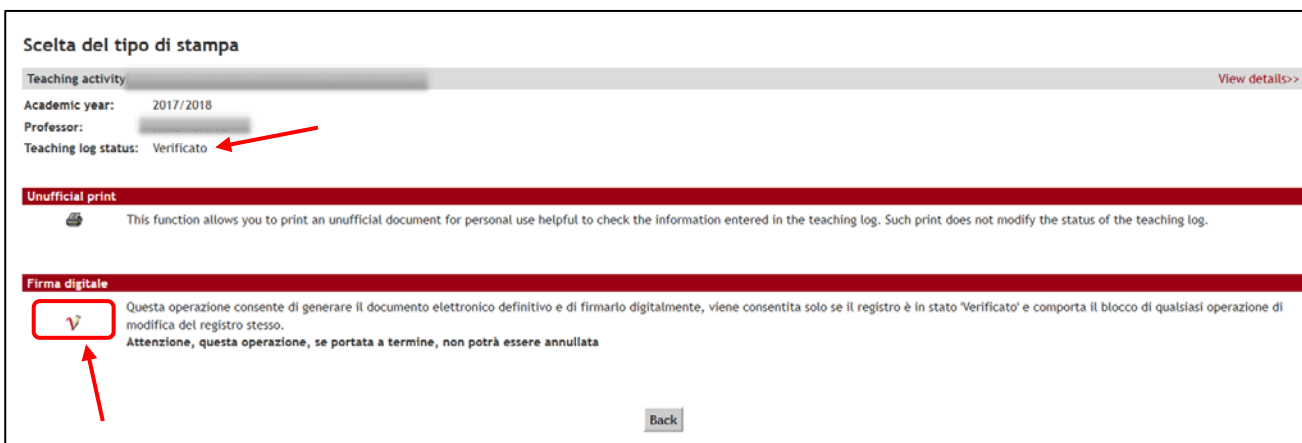 Scelta del tipo di stampa
Teaching activity
View details>>
Academic year: 2017/2018
Professor:
Teaching log status: Verificato
Unufficial print
This function allows you to print an unufficial document for personal use helpful to check the information entered in the teaching log. Such print does not modify the status of the teaching log.
Firma digitale
Questa operazione consente di generare il documento elettronico definitivo e di firmarlo digitalmente, viene consentita solo se il registro è in stato 'Verificato' e comporta il blocco di qualsiasi operazione di
modifica del registro stesso.
Attenzione, questa operazione, se portata a termine, non potrà essere annullata
Back